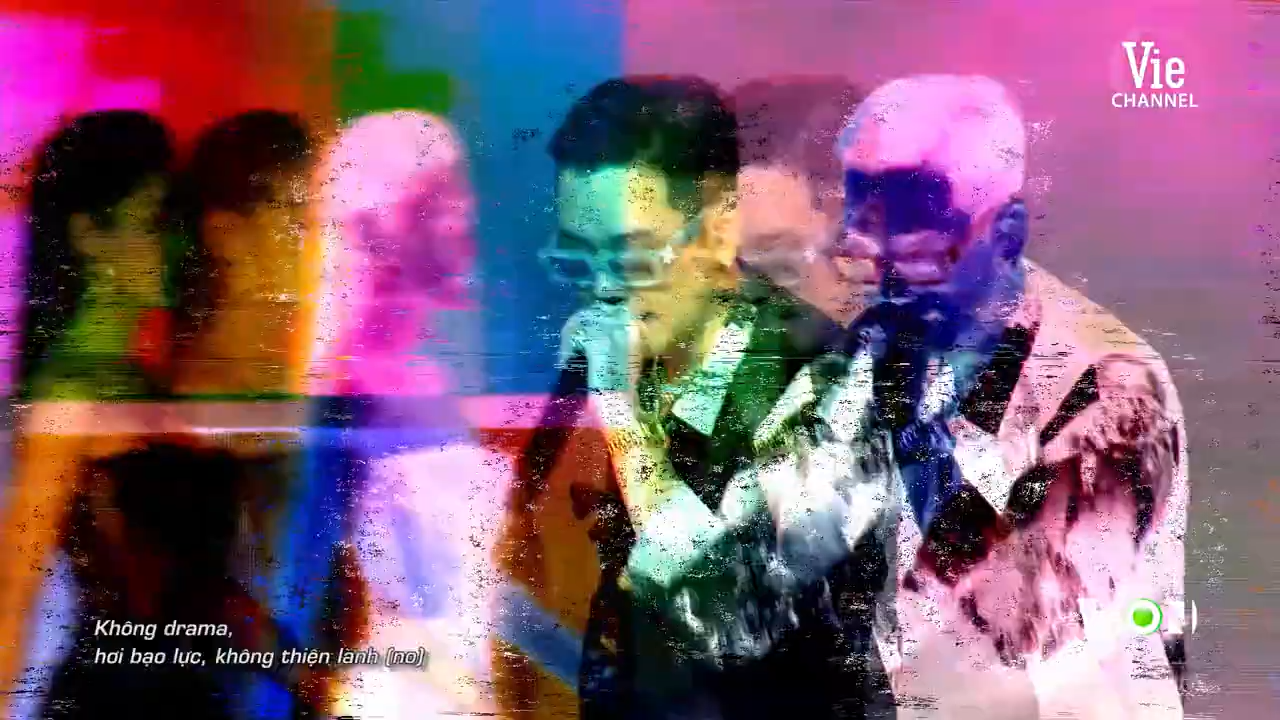 Vie
CHANNEL
Không drama,
hơi bạo lực, không thiện lành (no)